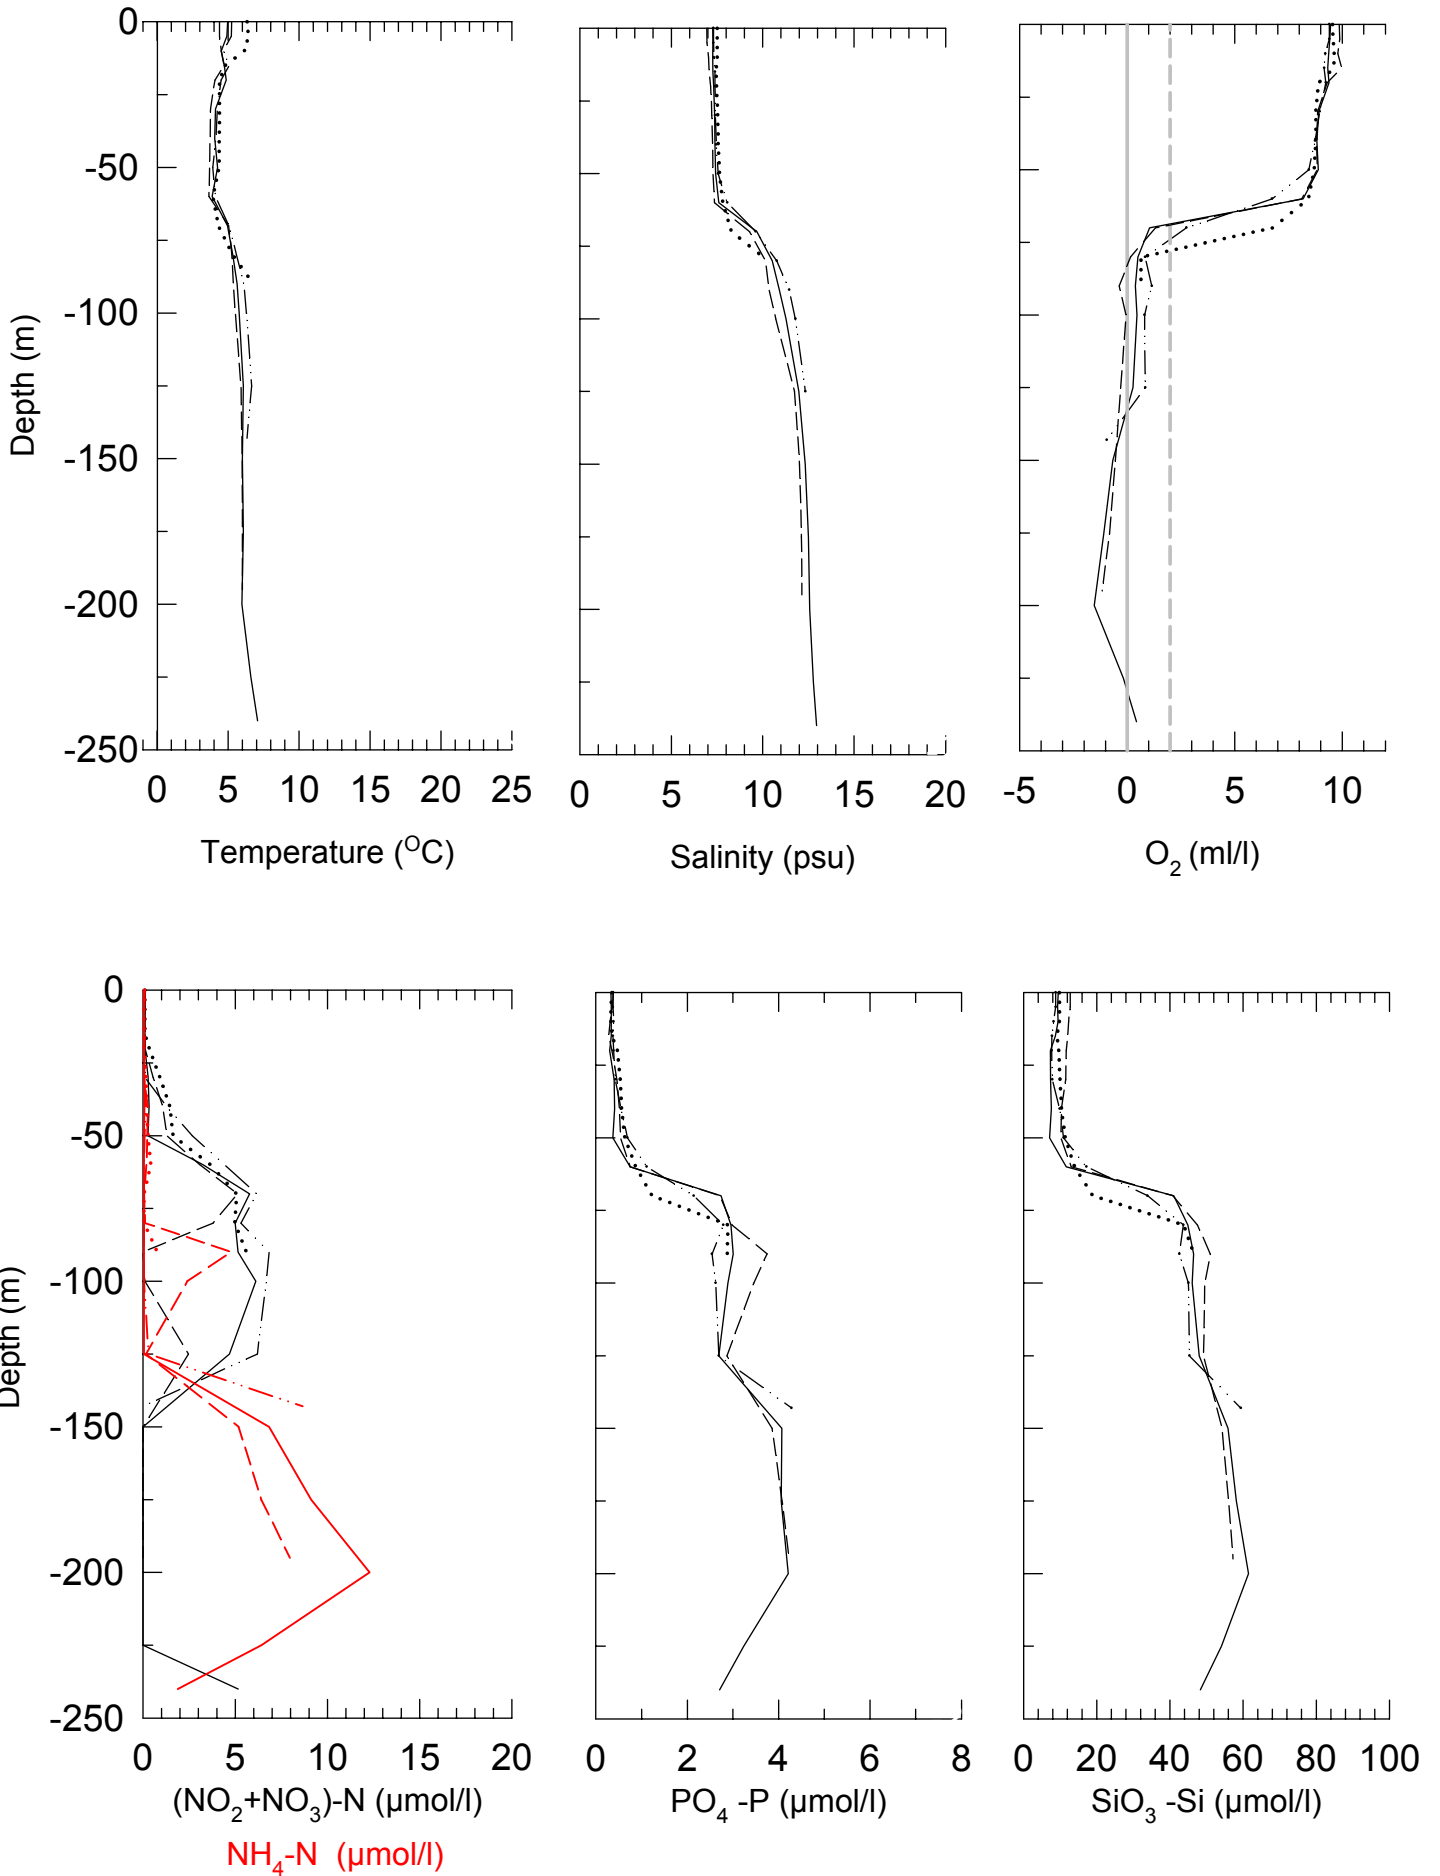 0
-50
-100
-150
-200
-250
Depth (m)
0 5 10 15 20 25
Temperature (OC)
0 5 10 15 20
Salinity (psu)
-5 0 5 10
O2 (ml/l)
0
-50
-100
-150
-200
-250
Depth (m)
0 5 10 15 20
(NO2+NO3)-N (µmol/l)
NH4-N (µmol/l)
0 2 4 6 8
PO4 -P (µmol/l)
0 20 40 60 80 100
SiO3 -Si (µmol/l)